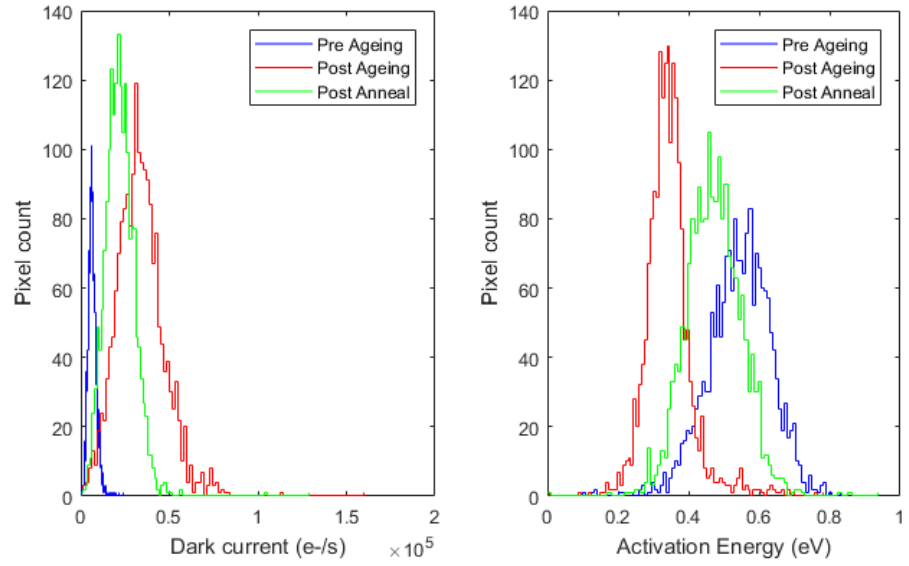 140
120
100
80
60
40
20
0
Pixel count
Pre Ageing
Post Ageing
Post Anneal
0
0.5
1
1.5
2
Dark current (e-/s)
×10^5
140
120
100
80
60
40
20
0
Pixel count
Pre Ageing
Post Ageing
Post Anneal
0
0.2
0.4
0.6
0.8
1
Activation Energy (eV)